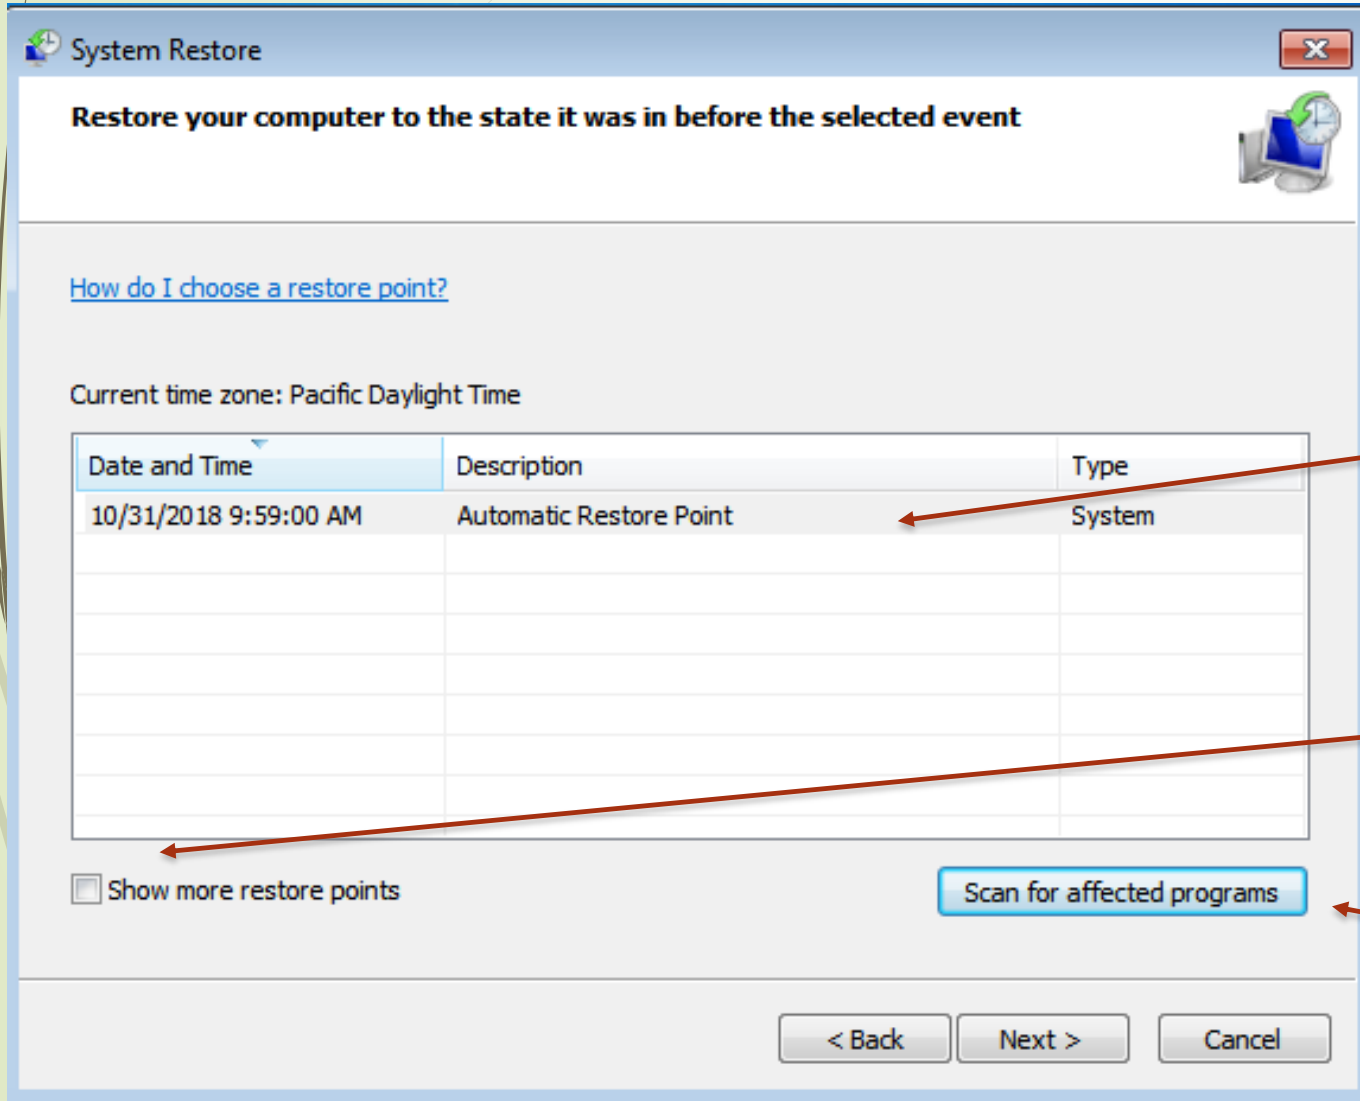 System Restore
Restore your computer to the state it was in before the selected event
How do I choose a restore point?
Current time zone: Pacific Daylight Time
Date and Time Description Type
10/31/2018 9:59:00 AM Automatic Restore Point System
Show more restore points Scan for affected programs
< Back Next > Cancel